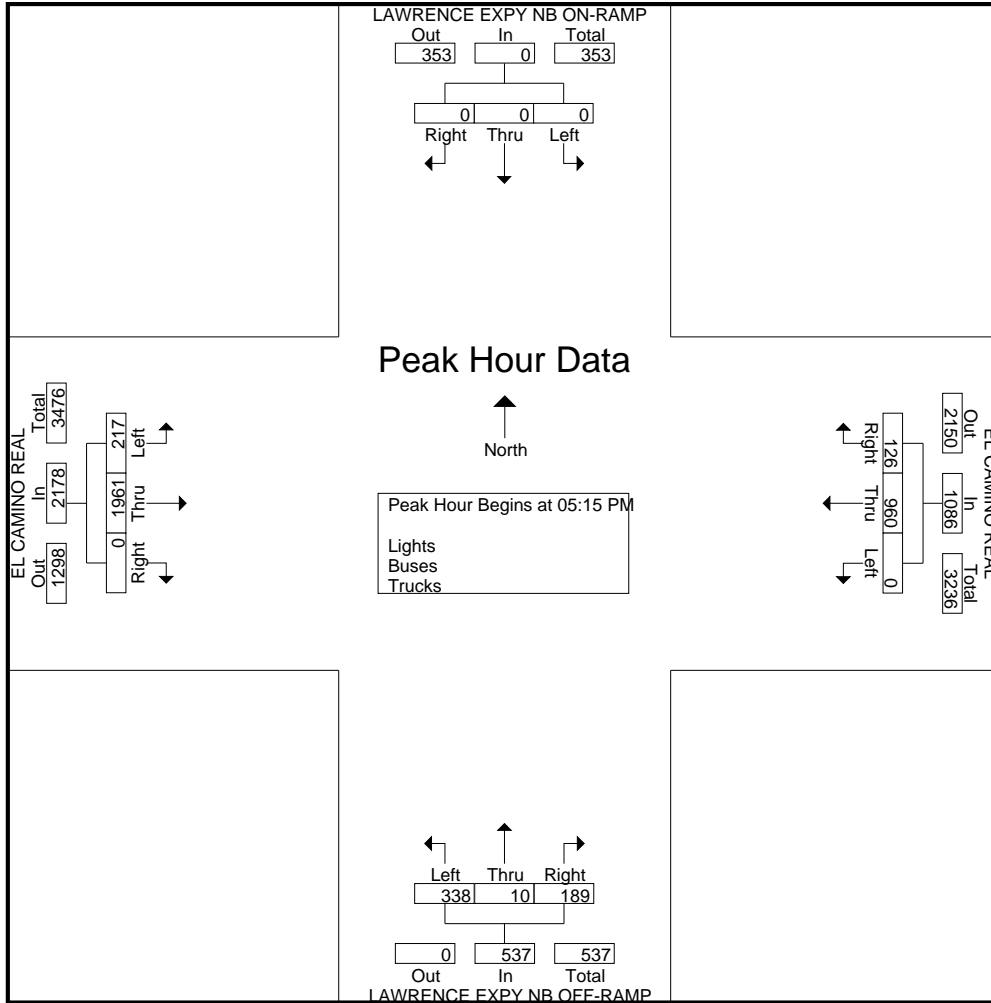 LAWRENCE EXPY NB ON-RAMP
Out In Total
353 0 353
0 0 0
Right Thru Left
Peak Hour Data
North
Peak Hour Begins at 05:15 PM
Lights
Buses
Trucks
EL CAMINO REAL
Out In Total
1298 2178 3476
0 1961 217
Right Thru Left
EL CAMINO REAL
Out In Total
2150 1086 3236
126 960 0
Right Thru Left
Left Thru Right
338 10 189
0 537 537
Out In Total
LAWRENCE EXPY NB OFF-RAMP